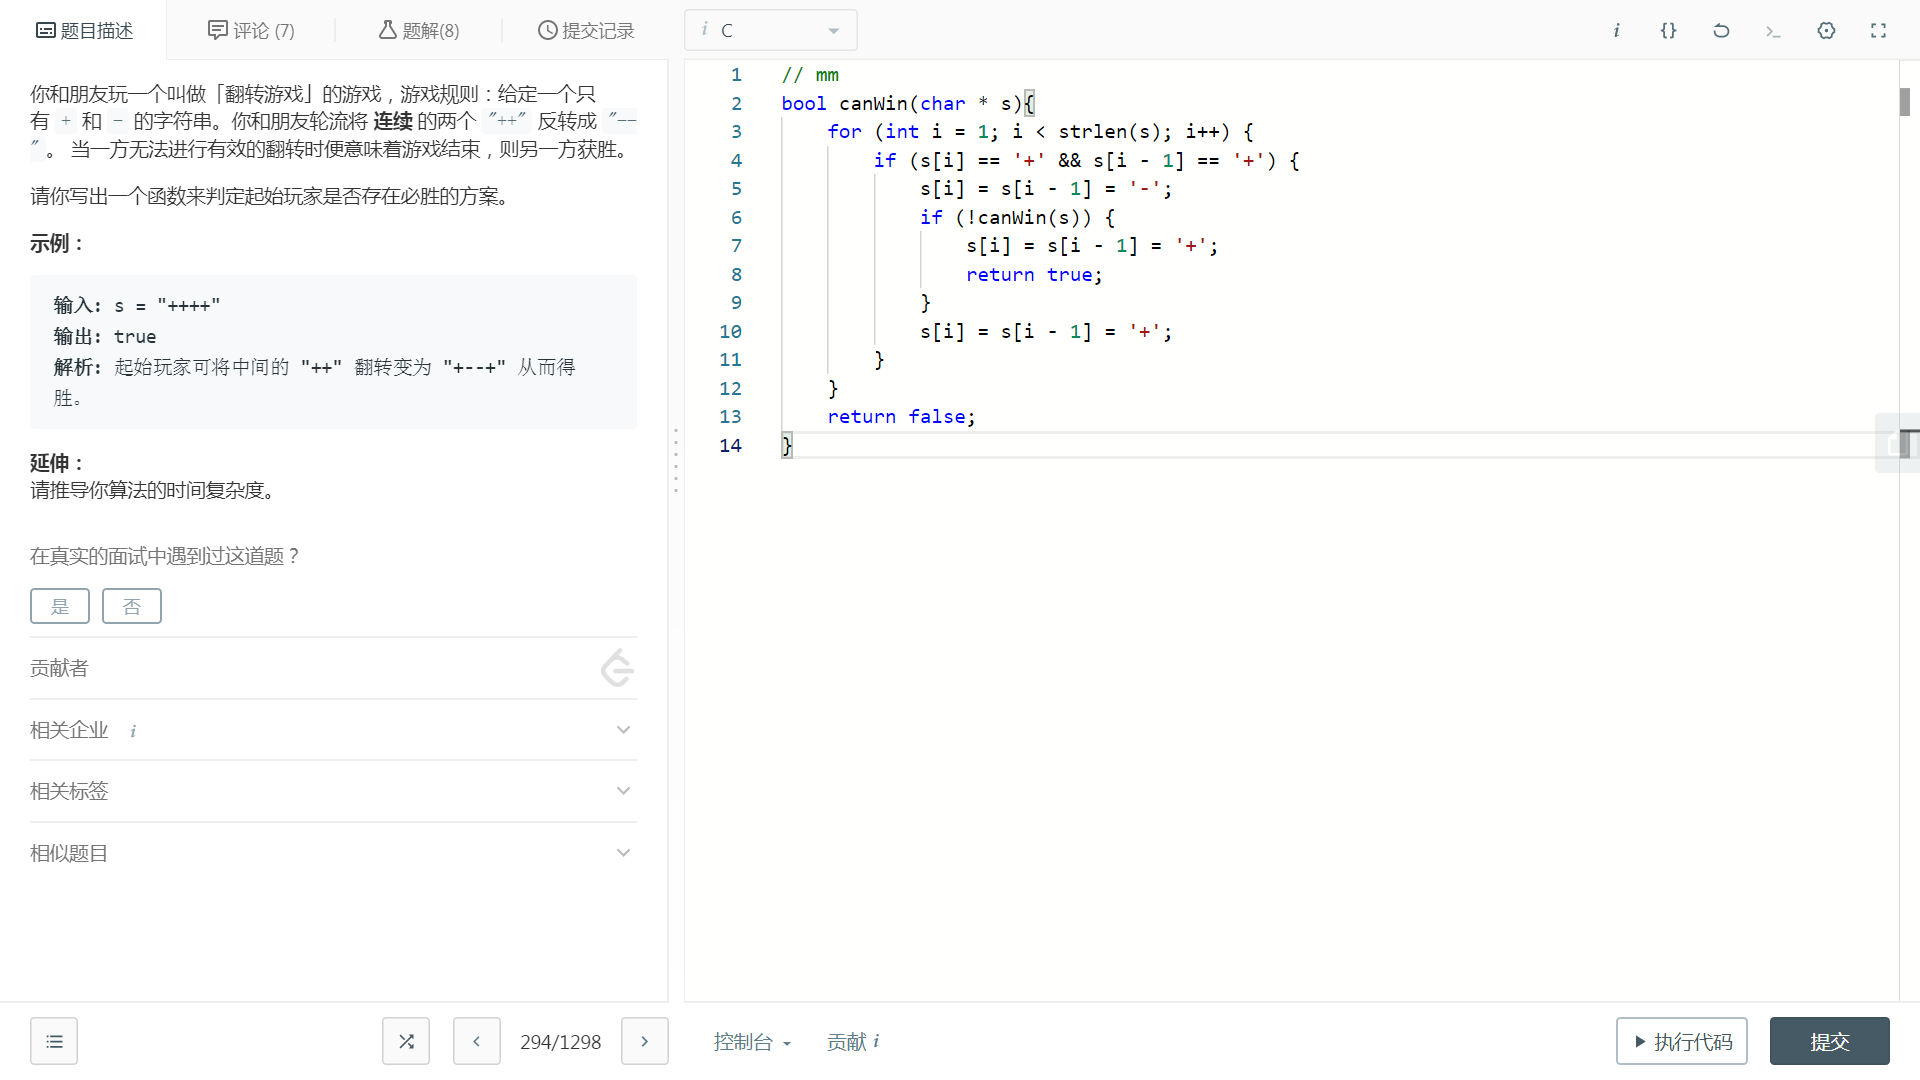 题目描述
评论 (7)
题解(8)
提交记录
i C
i {}
你和朋友玩一个叫做「翻转游戏」的游戏，游戏规则：给定一个只
有 + 和 - 的字符串。你和朋友轮流将 连续 的两个 "++" 反转成 "--
"。 当一方无法进行有效的翻转时便意味着游戏结束，则另一方获胜。
请你写出一个函数来判定起始玩家是否存在必胜的方案。
示例：
输入: s = "++++"
输出: true
解析: 起始玩家可将中间的 "++" 翻转变为 "+--+" 从而得
胜。
延伸：
请推导你算法的时间复杂度。
在真实的面试中遇到过这道题？
是 否
贡献者
相关企业 i
相关标签
相似题目
1 // mm
2 bool canWin(char * s){
3 for (int i = 1; i < strlen(s); i++) {
4 if (s[i] == '+' && s[i - 1] == '+') {
5 s[i] = s[i - 1] = '-';
6 if (!canWin(s)) {
7 s[i] = s[i - 1] = '+';
8 return true;
9 }
10 s[i] = s[i - 1] = '+';
11 }
12 }
13 return false;
14 }
294/1298
控制台
贡献 i
执行代码
提交